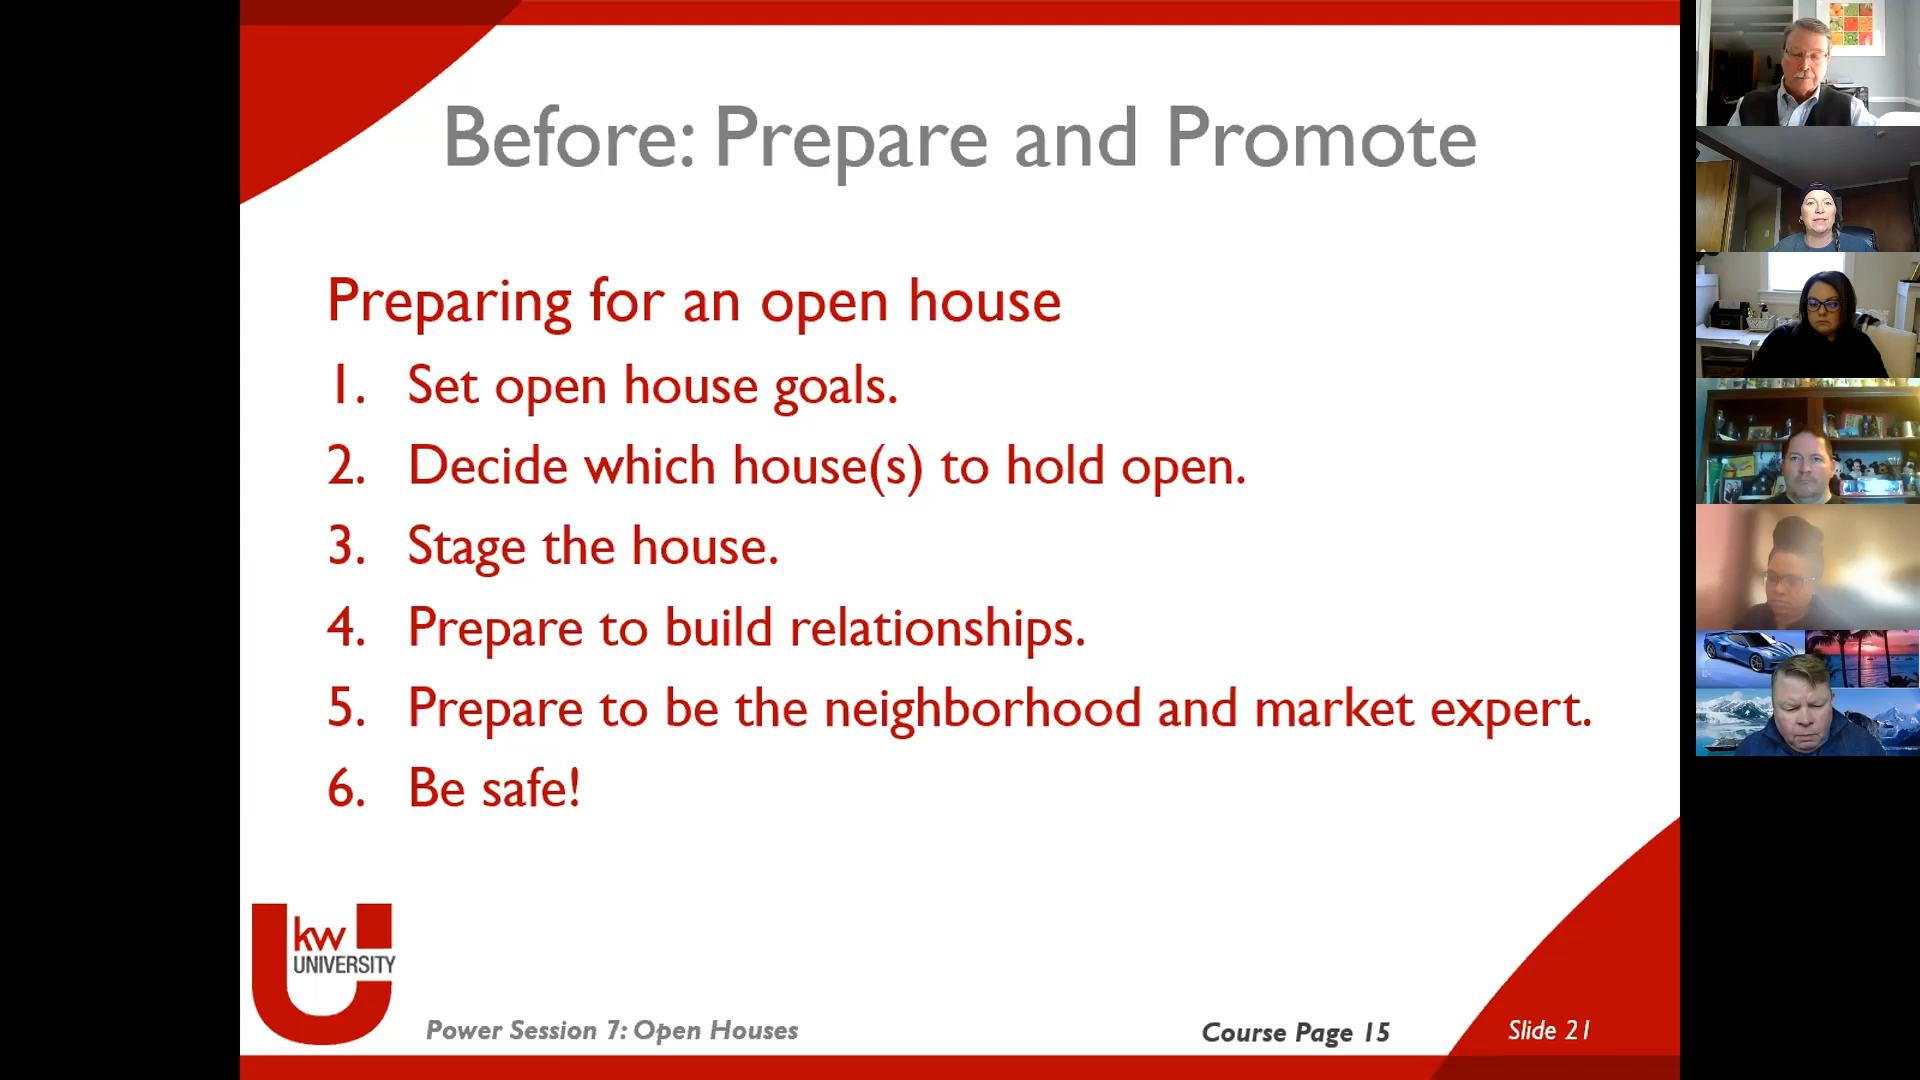 Before: Prepare and Promote
Preparing for an open house
1. Set open house goals.
2. Decide which house(s) to hold open.
3. Stage the house.
4. Prepare to build relationships.
5. Prepare to be the neighborhood and market expert.
6. Be safe!
kw
UNIVERSITY
Power Session 7: Open Houses
Course Page 15
Slide 21